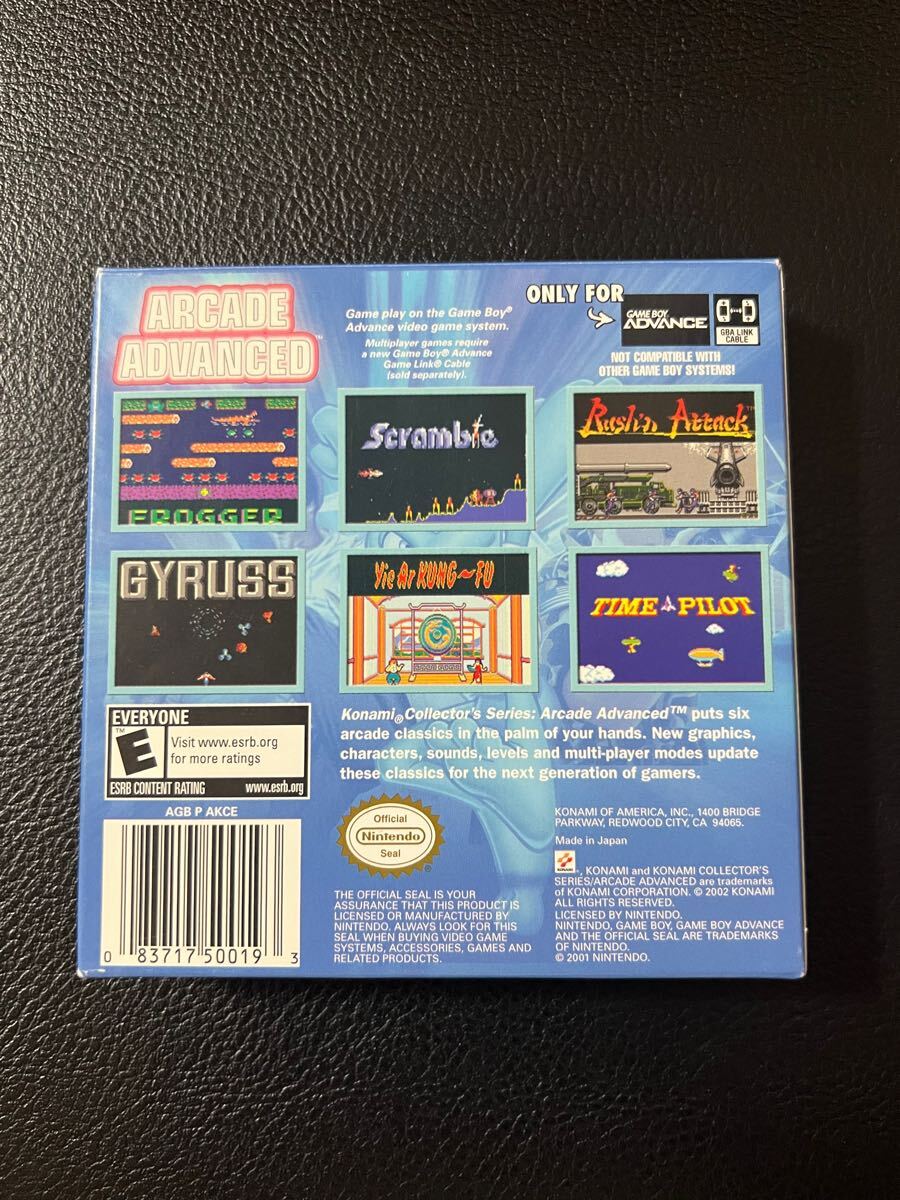 ARCADE
ADVANCED™
Game play on the Game Boy®
Advance video game system.
Multiplayer games require
a new Game Boy® Advance
Game Link® Cable
(sold separately).
ONLY FOR
GAME BOY
ADVANCE
GBA LINK
CABLE
NOT COMPATIBLE WITH
OTHER GAME BOY SYSTEMS!
FROGGER
Scramble
Rush'n Attack™
GYRUSS
Yie Ar KUNG~FU
TIME PILOT
EVERYONE
E™
Visit www.esrb.org
for more ratings
ESRB CONTENT RATING www.esrb.org
AGB P AKCE
0 83717 50019 3
Konami® Collector's Series: Arcade Advanced™ puts six
arcade classics in the palm of your hands. New graphics,
characters, sounds, levels and multi-player modes update
these classics for the next generation of gamers.
Official
Nintendo
Seal
®
THE OFFICIAL SEAL IS YOUR
ASSURANCE THAT THIS PRODUCT IS
LICENSED OR MANUFACTURED BY
NINTENDO. ALWAYS LOOK FOR THIS
SEAL WHEN BUYING VIDEO GAME
SYSTEMS, ACCESSORIES, GAMES AND
RELATED PRODUCTS.
KONAMI OF AMERICA, INC., 1400 BRIDGE
PARKWAY, REDWOOD CITY, CA 94065.
Made in Japan
KONAMI
®, KONAMI and KONAMI COLLECTOR'S
SERIES/ARCADE ADVANCED are trademarks
of KONAMI CORPORATION. © 2002 KONAMI
ALL RIGHTS RESERVED.
LICENSED BY NINTENDO.
NINTENDO, GAME BOY, GAME BOY ADVANCE
AND THE OFFICIAL SEAL ARE TRADEMARKS
OF NINTENDO.
© 2001 NINTENDO.